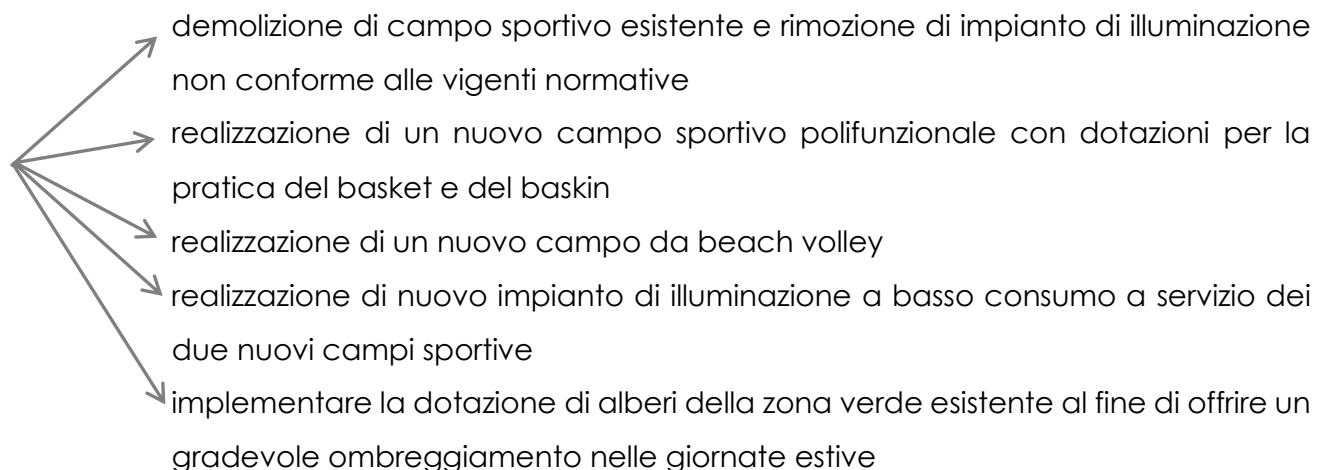 demolizione di campo sportivo esistente e rimozione di impianto di illuminazione
non conforme alle vigenti normative
realizzazione di un nuovo campo sportivo polifunzionale con dotazioni per la
pratica del basket e del baskin
realizzazione di un nuovo campo da beach volley
realizzazione di nuovo impianto di illuminazione a basso consumo a servizio dei
due nuovi campi sportive
implementare la dotazione di alberi della zona verde esistente al fine di offrire un
gradevole ombreggiamento nelle giornate estive